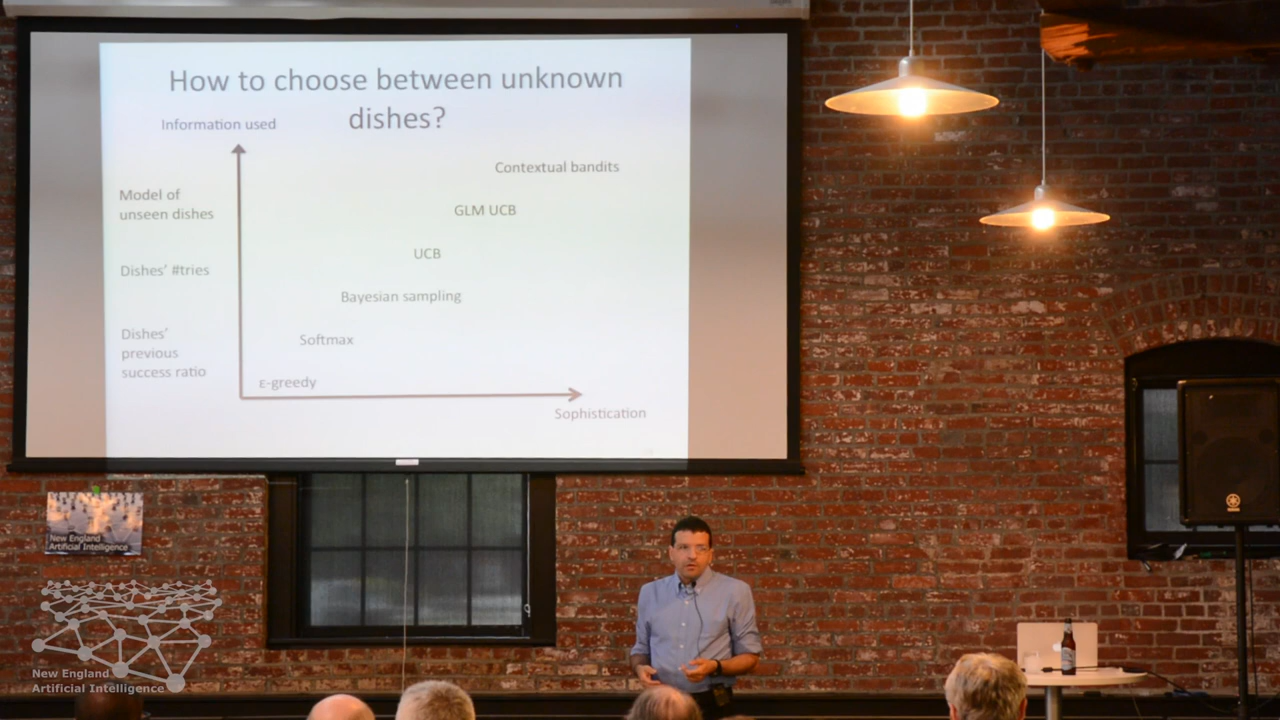 How to choose between unknown
dishes?
Information used
Contextual bandits
Model of
unseen dishes
GLM UCB
UCB
Dishes' #tries
Bayesian sampling
Dishes'
previous
success ratio
Softmax
ε-greedy
Sophistication
New England
Artificial Intelligence
New England
Artificial Intelligence